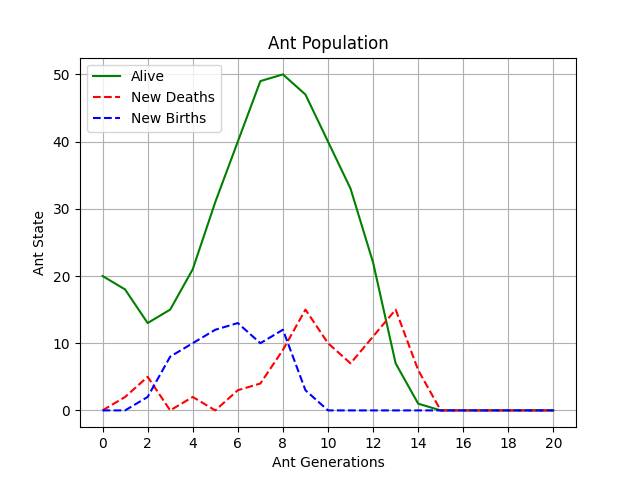 Ant Population
Alive
New Deaths
New Births
Ant State
50
40
30
20
10
0
0 2 4 6 8 10 12 14 16 18 20
Ant Generations